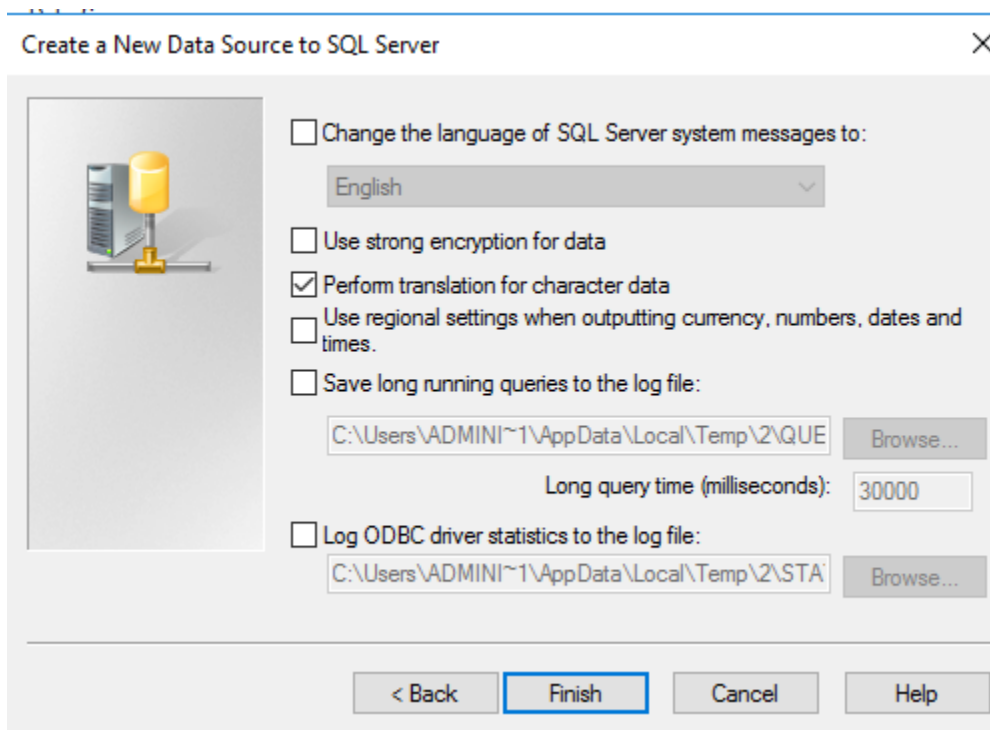 Create a New Data Source to SQL Server
Change the language of SQL Server system messages to:
English
Use strong encryption for data
Perform translation for character data
Use regional settings when outputting currency, numbers, dates and
times.
Save long running queries to the log file:
C:\Users\ADMINI~1\AppData\Local\Temp\2\QUE
Browse...
Long query time (milliseconds):
30000
Log ODBC driver statistics to the log file:
C:\Users\ADMINI~1\AppData\Local\Temp\2\STA
Browse...
< Back
Finish
Cancel
Help